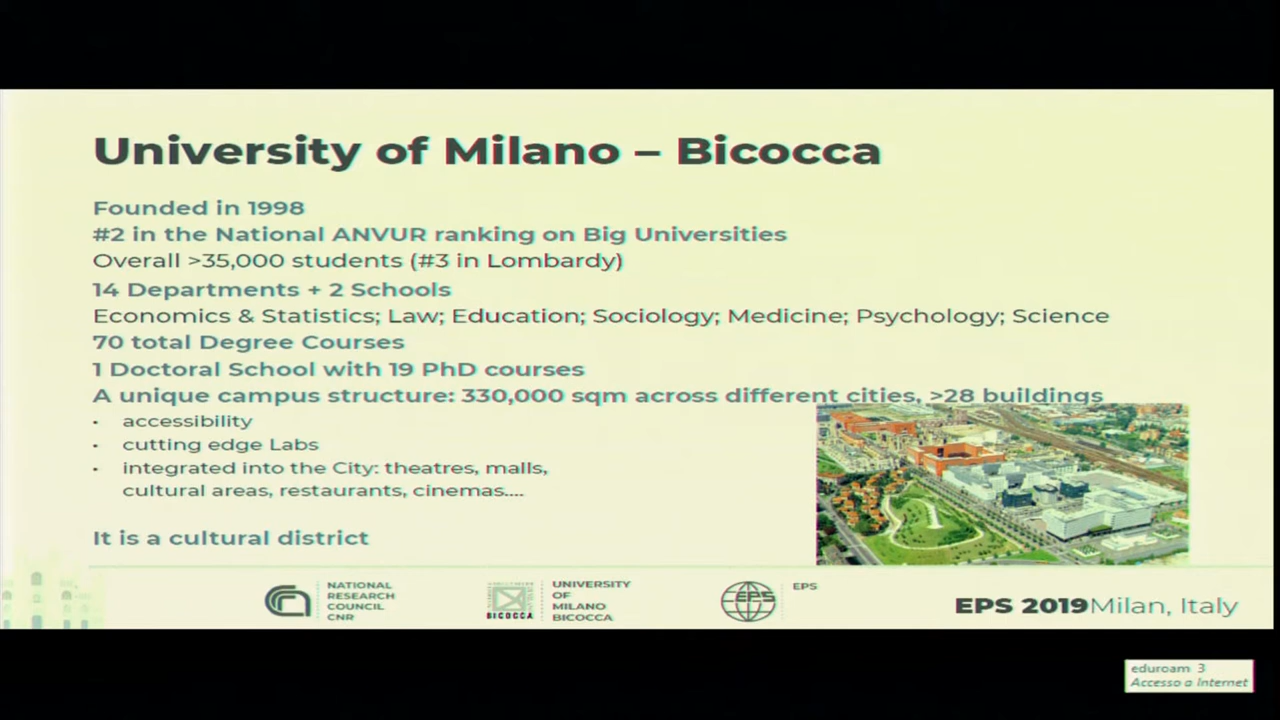 University of Milano – Bicocca
Founded in 1998
#2 in the National ANVUR ranking on Big Universities
Overall >35,000 students (#3 in Lombardy)
14 Departments + 2 Schools
Economics & Statistics; Law; Education; Sociology; Medicine; Psychology; Science
70 total Degree Courses
1 Doctoral School with 19 PhD courses
A unique campus structure: 330,000 sqm across different cities, >28 buildings
• accessibility
• cutting edge Labs
• integrated into the City: theatres, malls,
cultural areas, restaurants, cinemas....
It is a cultural district
NATIONAL
RESEARCH
COUNCIL
CNR
BICOCCA
UNIVERSITY
OF
MILANO
BICOCCA
EPS
EPS
EPS 2019Milan, Italy
eduroam 3
Accesso a Internet